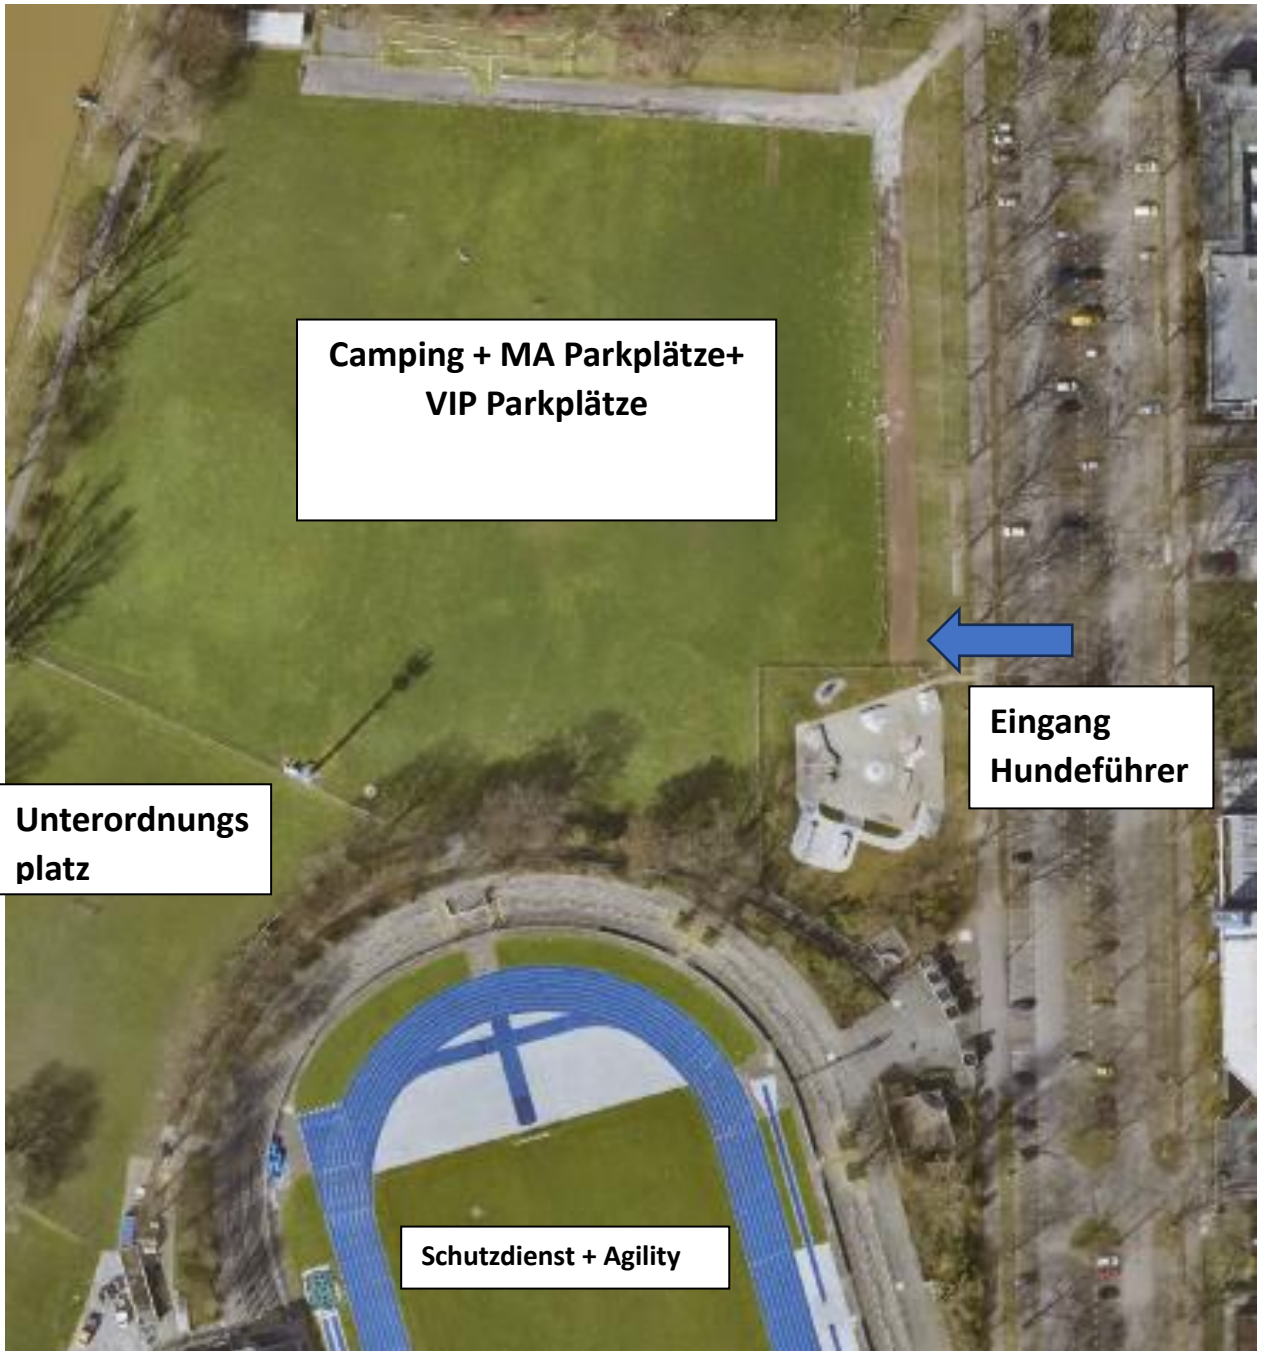 Camping + MA Parkplätze+
VIP Parkplätze
Eingang
Hundeführer
Unterordnungs
platz
Schutzdienst + Agility